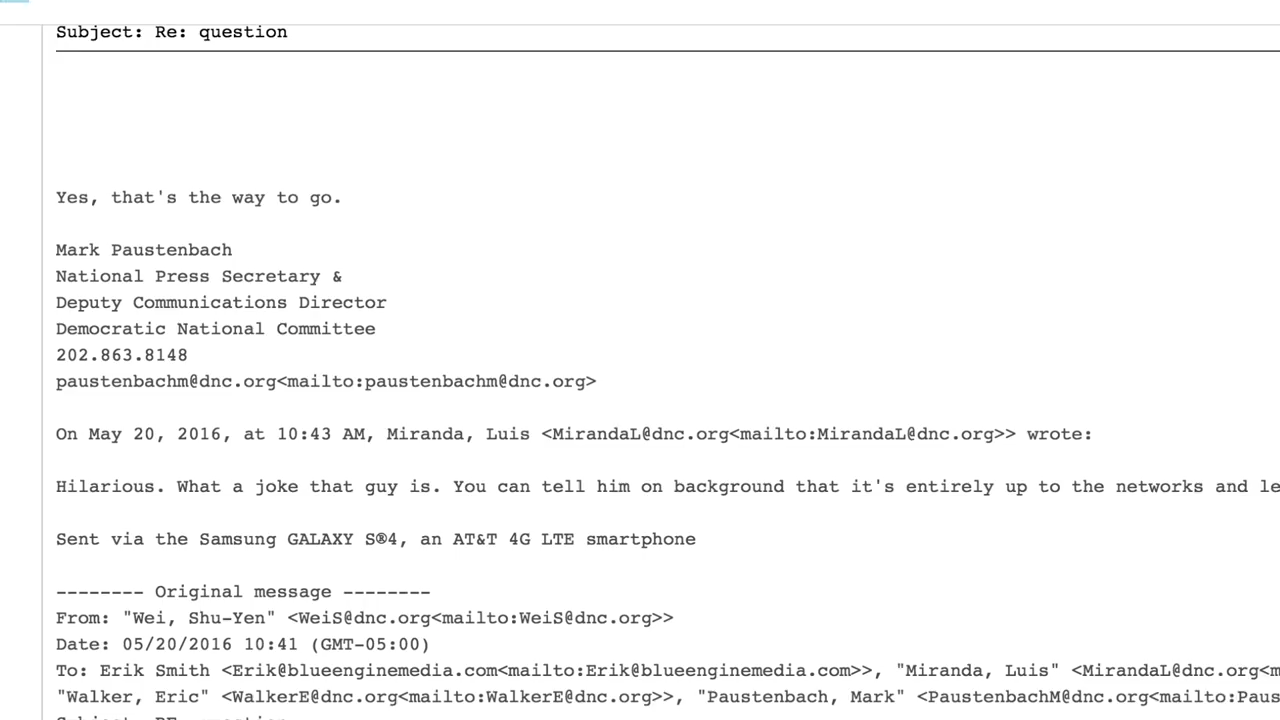 Subject: Re: question
Yes, that's the way to go.
Mark Paustenbach
National Press Secretary &
Deputy Communications Director
Democratic National Committee
202.863.8148
paustenbachm@dnc.org<mailto:paustenbachm@dnc.org>
On May 20, 2016, at 10:43 AM, Miranda, Luis <MirandaL@dnc.org<mailto:MirandaL@dnc.org>> wrote:
Hilarious. What a joke that guy is. You can tell him on background that it's entirely up to the networks and le
Sent via the Samsung GALAXY S®4, an AT&T 4G LTE smartphone
-------- Original message --------
From: "Wei, Shu-Yen" <WeiS@dnc.org<mailto:WeiS@dnc.org>>
Date: 05/20/2016 10:41 (GMT-05:00)
To: Erik Smith <Erik@blueenginemedia.com<mailto:Erik@blueenginemedia.com>>, "Miranda, Luis" <MirandaL@dnc.org<m
"Walker, Eric" <WalkerE@dnc.org<mailto:WalkerE@dnc.org>>, "Paustenbach, Mark" <PaustenbachM@dnc.org<mailto:Paus
Subject: RE: question